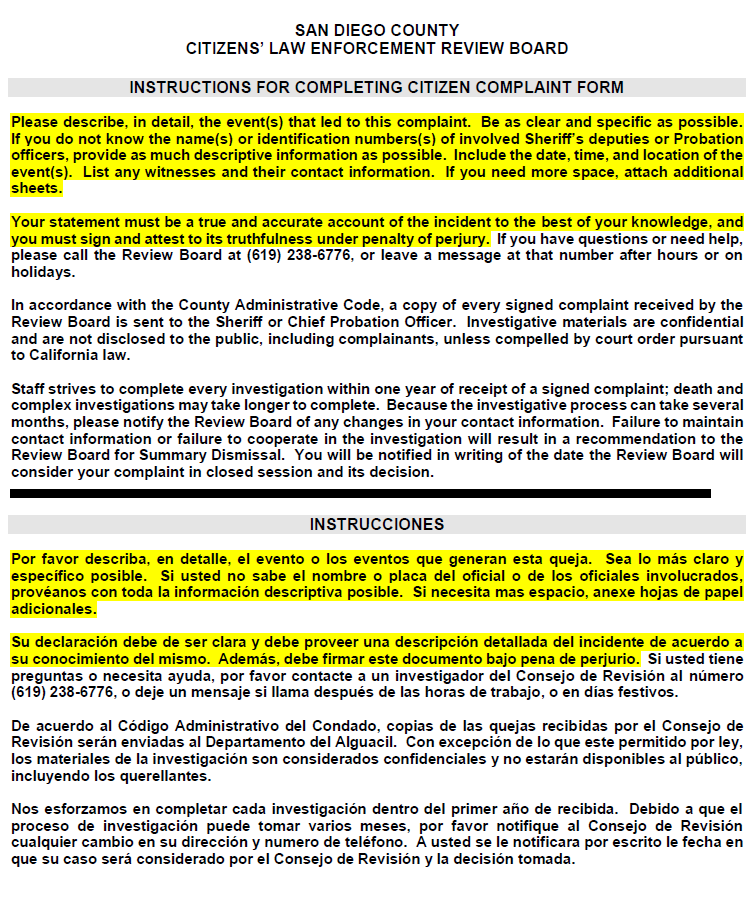 SAN DIEGO COUNTY
CITIZENS' LAW ENFORCEMENT REVIEW BOARD
INSTRUCTIONS FOR COMPLETING CITIZEN COMPLAINT FORM
Please describe, in detail, the event(s) that led to this complaint. Be as clear and specific as possible.
If you do not know the name(s) or identification numbers(s) of involved Sheriff's deputies or Probation
officers, provide as much descriptive information as possible. Include the date, time, and location of the
event(s). List any witnesses and their contact information. If you need more space, attach additional
sheets.
Your statement must be a true and accurate account of the incident to the best of your knowledge, and
you must sign and attest to its truthfulness under penalty of perjury. If you have questions or need help,
please call the Review Board at (619) 238-6776, or leave a message at that number after hours or on
holidays.
In accordance with the County Administrative Code, a copy of every signed complaint received by the
Review Board is sent to the Sheriff or Chief Probation Officer. Investigative materials are confidential
and are not disclosed to the public, including complainants, unless compelled by court order pursuant
to California law.
Staff strives to complete every investigation within one year of receipt of a signed complaint; death and
complex investigations may take longer to complete. Because the investigative process can take several
months, please notify the Review Board of any changes in your contact information. Failure to maintain
contact information or failure to cooperate in the investigation will result in a recommendation to the
Review Board for Summary Dismissal. You will be notified in writing of the date the Review Board will
consider your complaint in closed session and its decision.
INSTRUCCIONES
Por favor describa, en detalle, el evento o los eventos que generan esta queja. Sea lo más claro y
específico posible. Si usted no sabe el nombre o placa del oficial o de los oficiales involucrados,
provéanos con toda la información descriptiva posible. Si necesita mas espacio, anexe hojas de papel
adicionales.
Su declaración debe de ser clara y debe proveer una descripción detallada del incidente de acuerdo a
su conocimiento del mismo. Además, debe firmar este documento bajo pena de perjurio. Si usted tiene
preguntas o necesita ayuda, por favor contacte a un investigador del Consejo de Revisión al número
(619) 238-6776, o deje un mensaje si llama después de las horas de trabajo, o en días festivos.
De acuerdo al Código Administrativo del Condado, copias de las quejas recibidas por el Consejo de
Revisión serán enviadas al Departamento del Alguacil. Con excepción de lo que este permitido por ley,
los materiales de la investigación son considerados confidenciales y no estarán disponibles al público,
incluyendo los querellantes.
Nos esforzamos en completar cada investigación dentro del primer año de recibida. Debido a que el
proceso de investigación puede tomar varios meses, por favor notifique al Consejo de Revisión
cualquier cambio en su dirección y numero de teléfono. A usted se le notificara por escrito le fecha en
que su caso será considerado por el Consejo de Revisión y la decisión tomada.